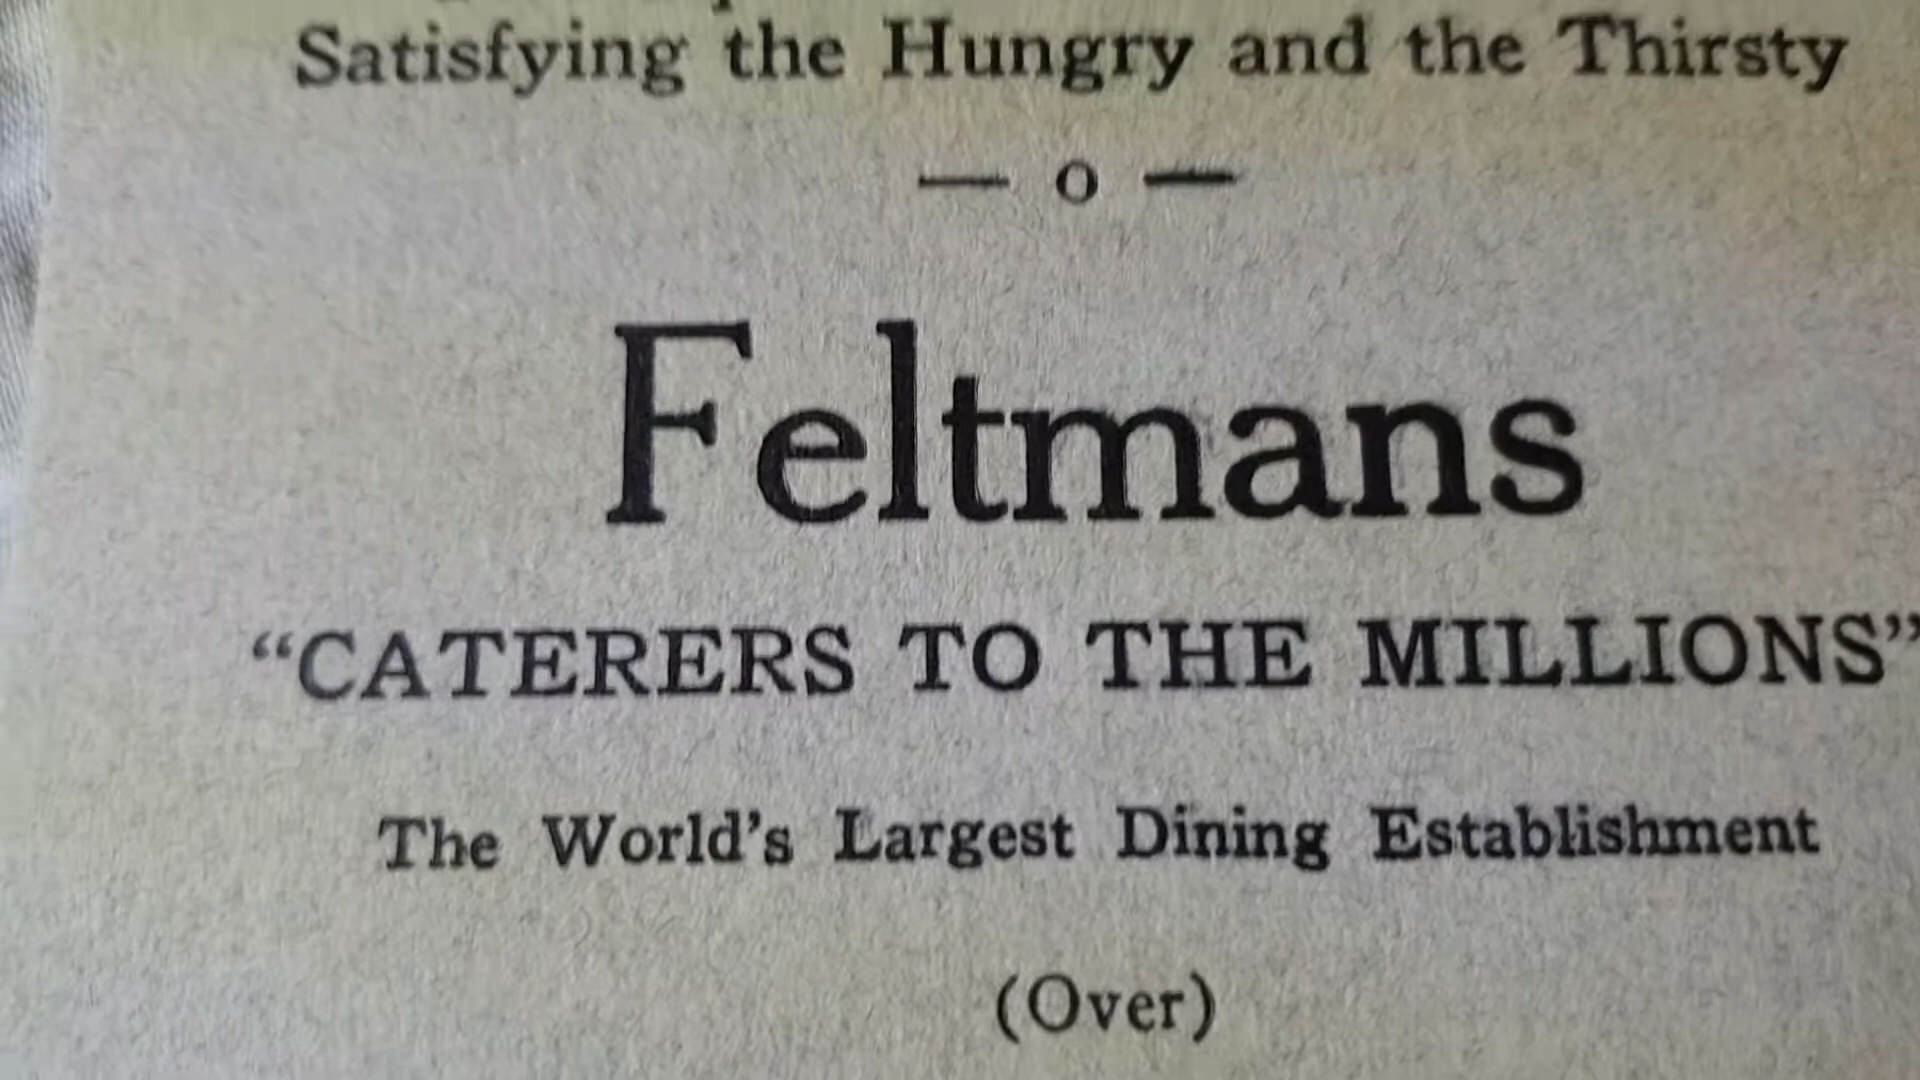 Satisfying the Hungry and the Thirsty
— o —
Feltmans
“CATERERS TO THE MILLIONS”
The World’s Largest Dining Establishment
(Over)